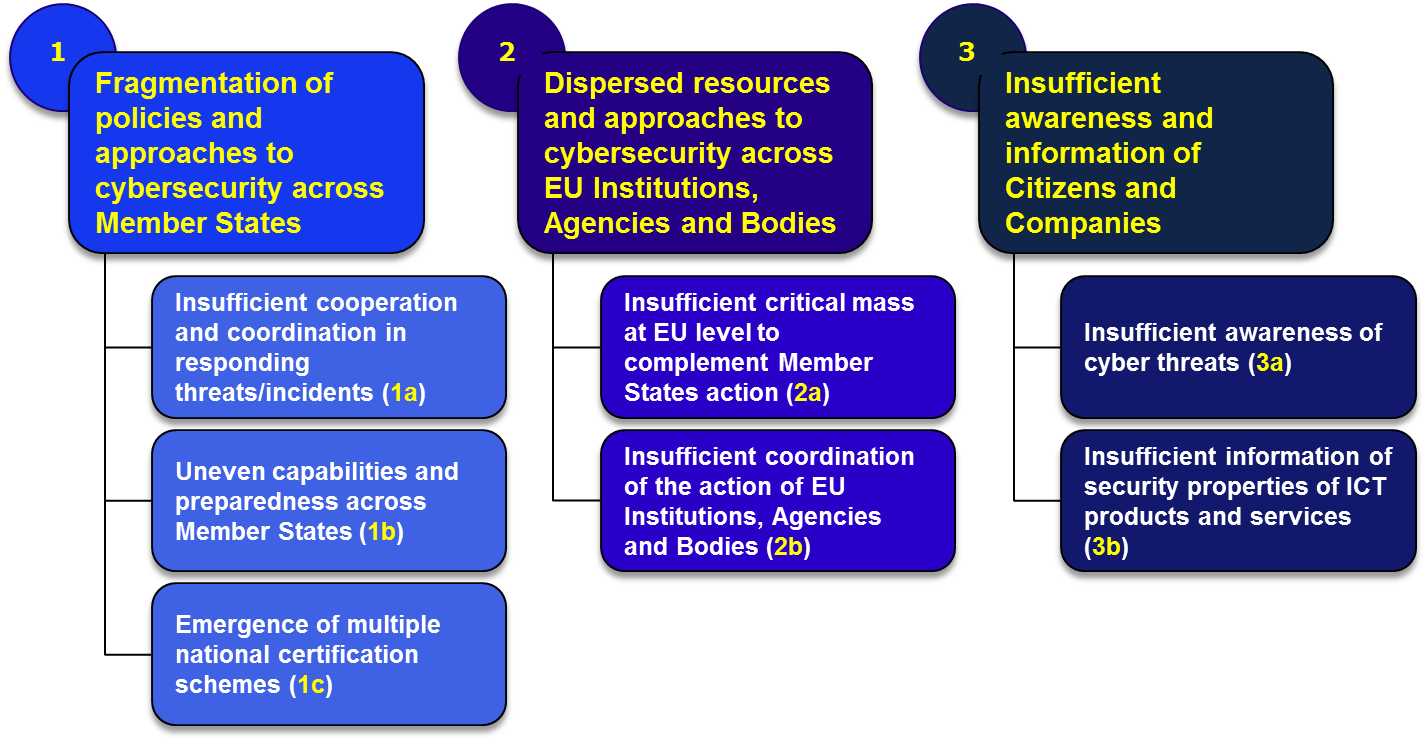 1
Fragmentation of
policies and
approaches to
cybersecurity across
Member States
Insufficient cooperation
and coordination in
responding
threats/incidents (1a)
Uneven capabilities and
preparedness across
Member States (1b)
Emergence of multiple
national certification
schemes (1c)
2
Dispersed resources
and approaches to
cybersecurity across
EU Institutions,
Agencies and Bodies
Insufficient critical mass
at EU level to
complement Member
States action (2a)
Insufficient coordination
of the action of EU
Institutions, Agencies
and Bodies (2b)
3
Insufficient
awareness and
information of
Citizens and
Companies
Insufficient awareness of
cyber threats (3a)
Insufficient information of
security properties of ICT
products and services
(3b)